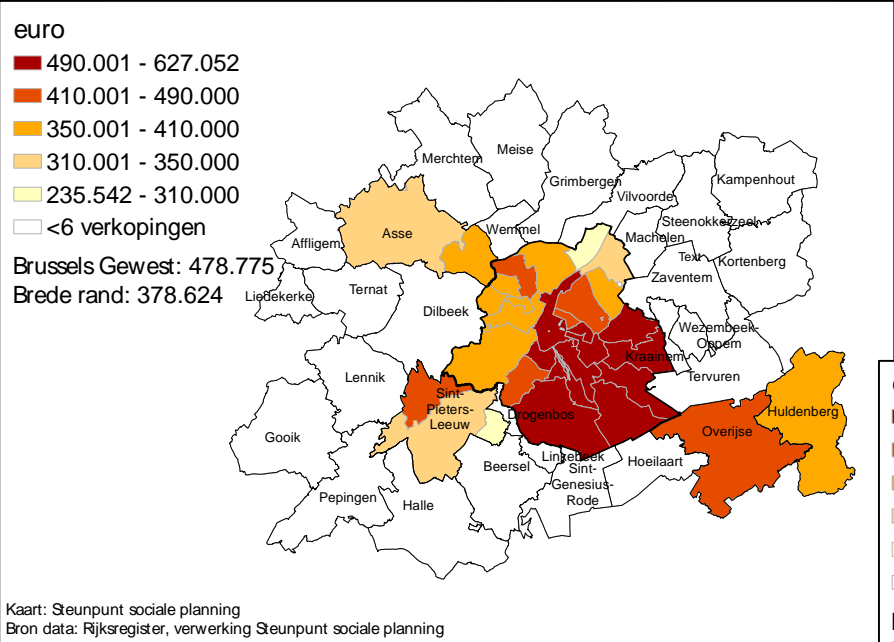 euro
490.001 - 627.052
410.001 - 490.000
350.001 - 410.000
310.001 - 350.000
235.542 - 310.000
<6 verkopingen
Brussels Gewest: 478.775
Brede rand: 378.624
Meise
Merchtem
Grimbergen
Kampenhout
Vilvoorde
Steenokkerzeel
Wemmel
Asse
Machelen
Affligem
Text
Kortenberg
Zaventem
Ternat
Liedekerke
Dilbeek
Wezembeek-
Oppem
Kraainem
Lennik
Tervuren
Sint-
Pieters-
Leeuw
Drogenbos
Huldenberg
Overijse
Gooik
Linkebeek
Beersel
Hoeilaart
Sint-
Genesius-
Rode
Pepingen
Halle
Kaart: Steunpunt sociale planning
Bron data: Rijksregister, verwerking Steunpunt sociale planning